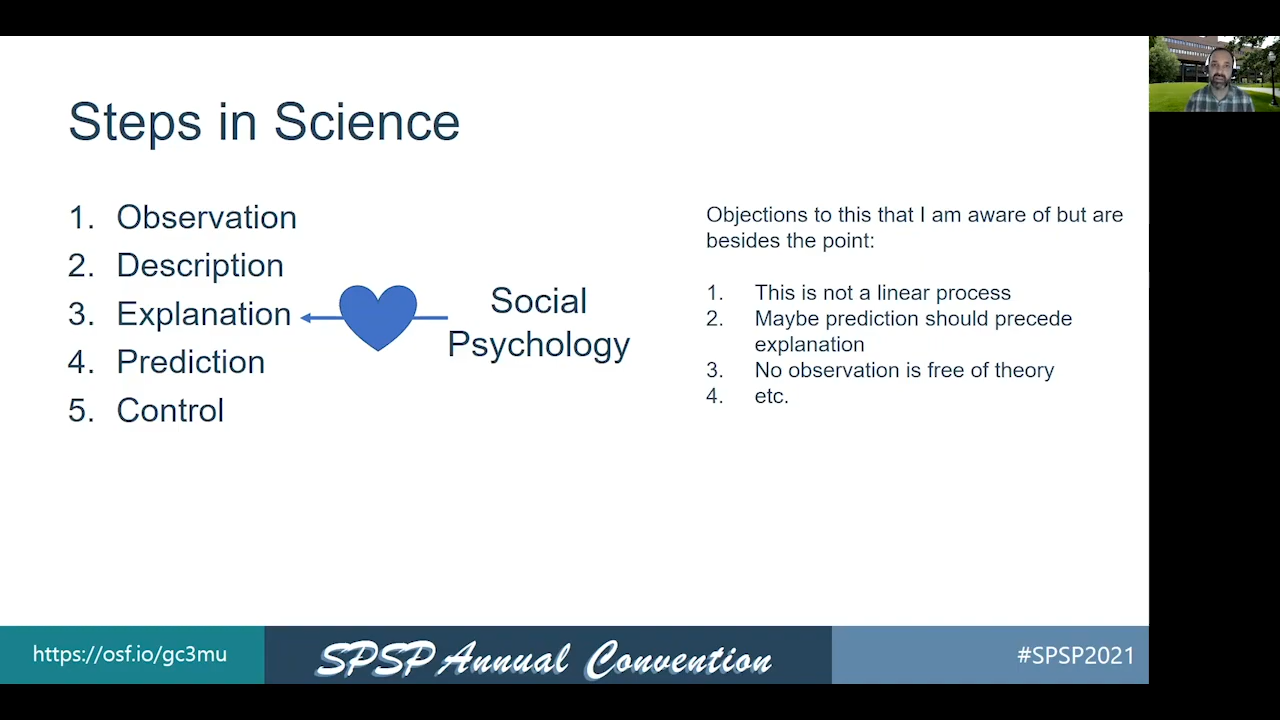 Steps in Science
1. Observation
2. Description
3. Explanation
4. Prediction
5. Control
Social
Psychology
Objections to this that I am aware of but are
besides the point:
1. This is not a linear process
2. Maybe prediction should precede
explanation
3. No observation is free of theory
4. etc.
https://osf.io/gc3mu
SPSP Annual Convention
#SPSP2021